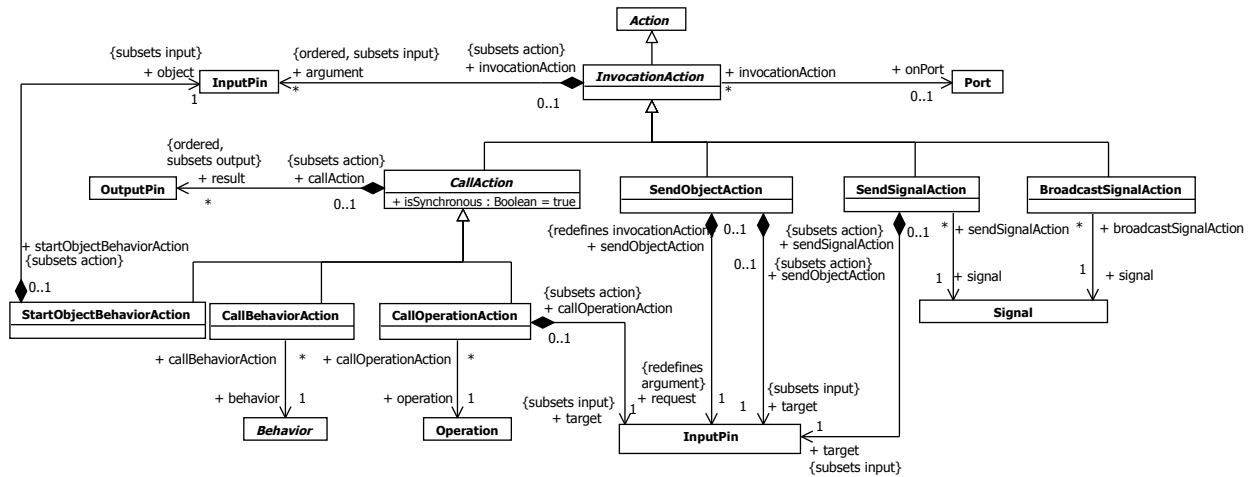 Action
{subsets input}
+ object
1
InputPin
{ordered, subsets input}
+ argument
*
{subsets action}
+ invocationAction
0..1
InvocationAction
+ invocationAction
*
+ onPort
0..1
Port
{ordered,
subsets output}
+ result
*
OutputPin
{subsets action}
+ callAction
0..1
CallAction
+ isSynchronous : Boolean = true
SendObjectAction
SendSignalAction
BroadcastSignalAction
{redefines invocationAction}
+ sendObjectAction
0..1
0..1
{subsets action}
+ sendObjectAction
{subsets action}
+ sendSignalAction
0..1
*
+ sendSignalAction
*
+ broadcastSignalAction
1
+ signal
1
+ signal
Signal
+ startObjectBehaviorAction
{subsets action}
0..1
StartObjectBehaviorAction
CallBehaviorAction
CallOperationAction
{subsets action}
+ callOperationAction
0..1
+ callBehaviorAction
*
+ callOperationAction
*
+ behavior
1
+ operation
1
Behavior
Operation
{subsets input}
+ target
1
{redefines
argument}
+ request
1
1
{subsets input}
+ target
InputPin
1
+ target
{subsets input}